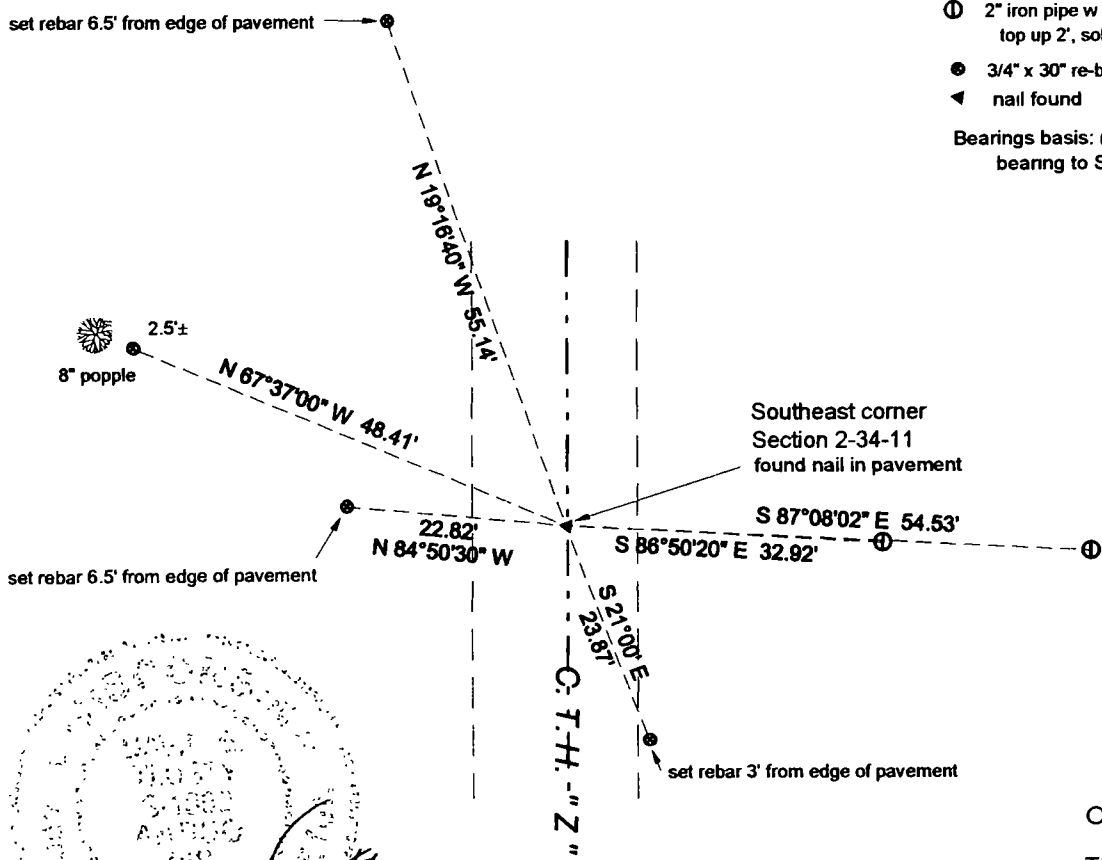 set rebar 6.5' from edge of pavement
2" iron pipe w
top up 2',
3/4" x 30"
nail found
Bearings basis:
bearing to S
N 19°16'40" W 55.14'
2.5'±
8" popple
N 67°37'00" W 48.41'
Southeast corner
Section 2-34-11
found nail in pavement
22.82'
N 84°50'30" W
S 87°08'02" E 54.53'
S 86°50'20" E 32.92'
set rebar 6.5' from edge of pavement
S 21°00' E
23.87'
set rebar 3' from edge of pavement
C. T. H. - "Z"